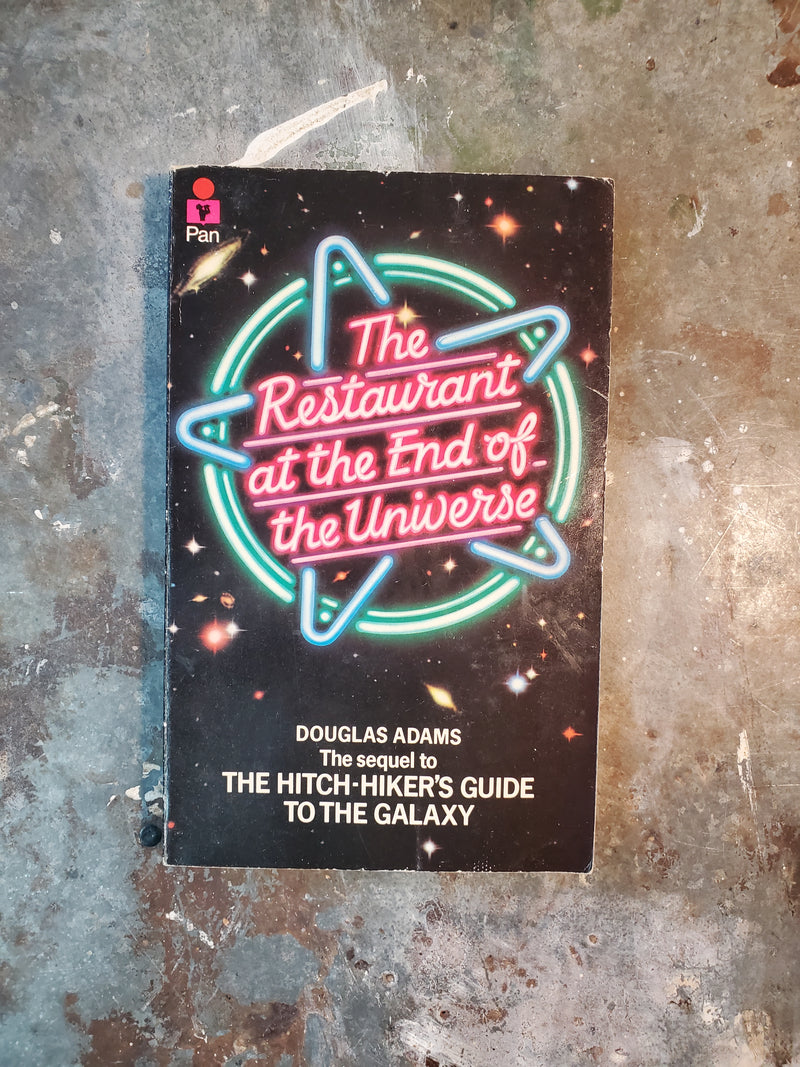 Pan
The
Restaurant
at the End of
the Universe
DOUGLAS ADAMS
The sequel to
THE HITCH-HIKER'S GUIDE
TO THE GALAXY